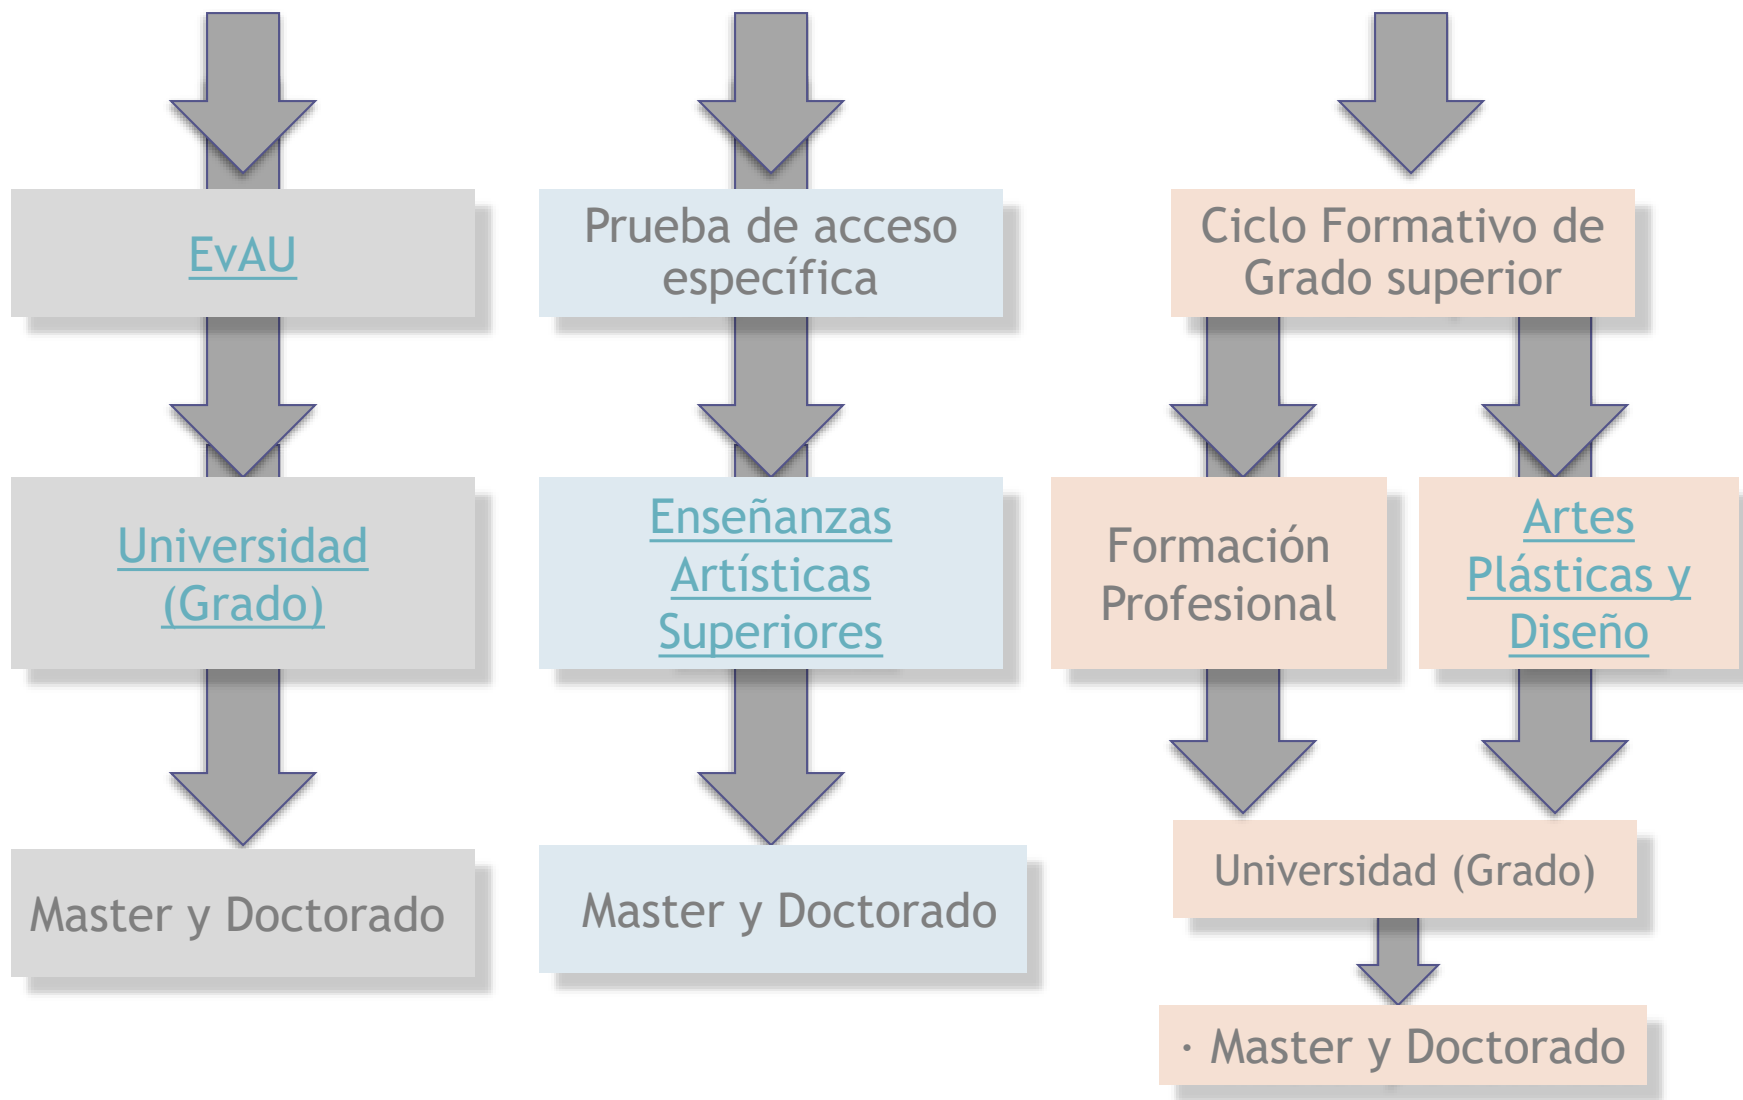 EvAU
Universidad
(Grado)
Master y Doctorado
Prueba de acceso
específica
Enseñanzas
Artísticas
Superiores
Master y Doctorado
Ciclo Formativo de
Grado superior
Formación
Profesional
Artes
Plásticas y
Diseño
Universidad (Grado)
· Master y Doctorado